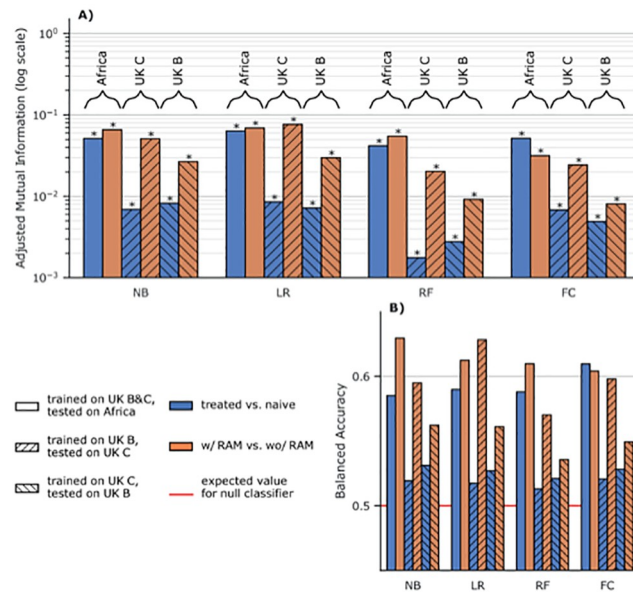 A)
Adjusted Mutual Information (log scale)
10⁰
10⁻¹
10⁻²
10⁻³
Africa
UK C
UK B
Africa
UK C
UK B
Africa
UK C
UK B
Africa
UK C
UK B
* * * * * *
* * * * * *
* * * * * *
* * * * * *
NB
LR
RF
FC
trained on UK B&C,
tested on Africa
trained on UK B,
tested on UK C
trained on UK C,
tested on UK B
treated vs. naive
w/ RAM vs. wo/ RAM
expected value
for null classifier
B)
Balanced Accuracy
0.6
0.5
NB
LR
RF
FC